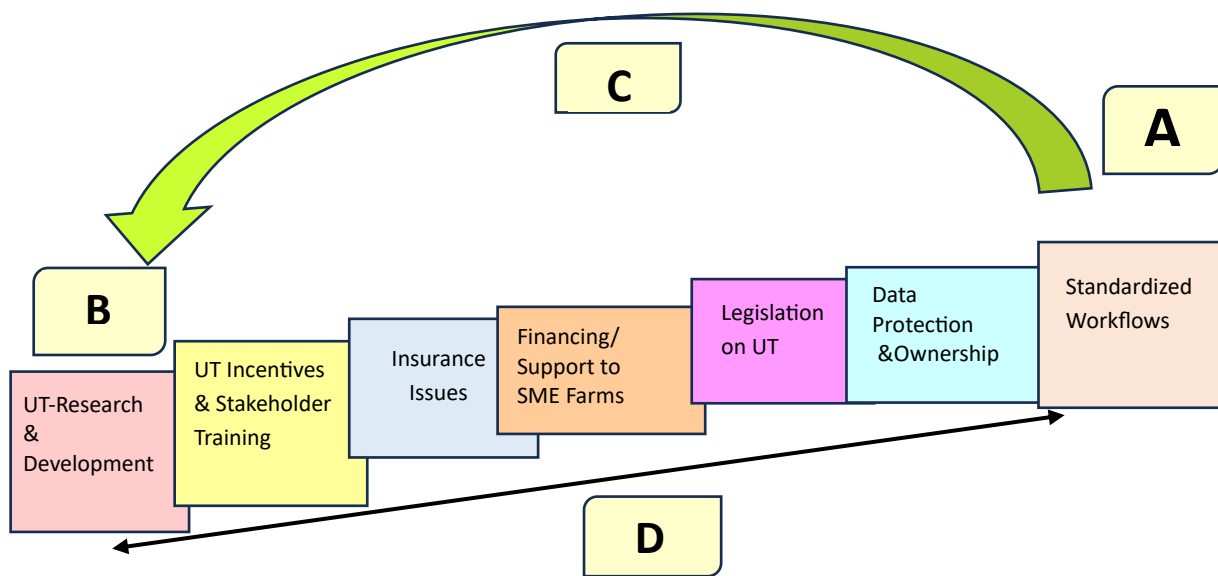 C
A
B
UT-Research
&
Development
UT Incentives
& Stakeholder
Training
Insurance
Issues
Financing/
Support to
SME Farms
Legislation
on UT
Data
Protection
&Ownership
Standardized
Workflows
D